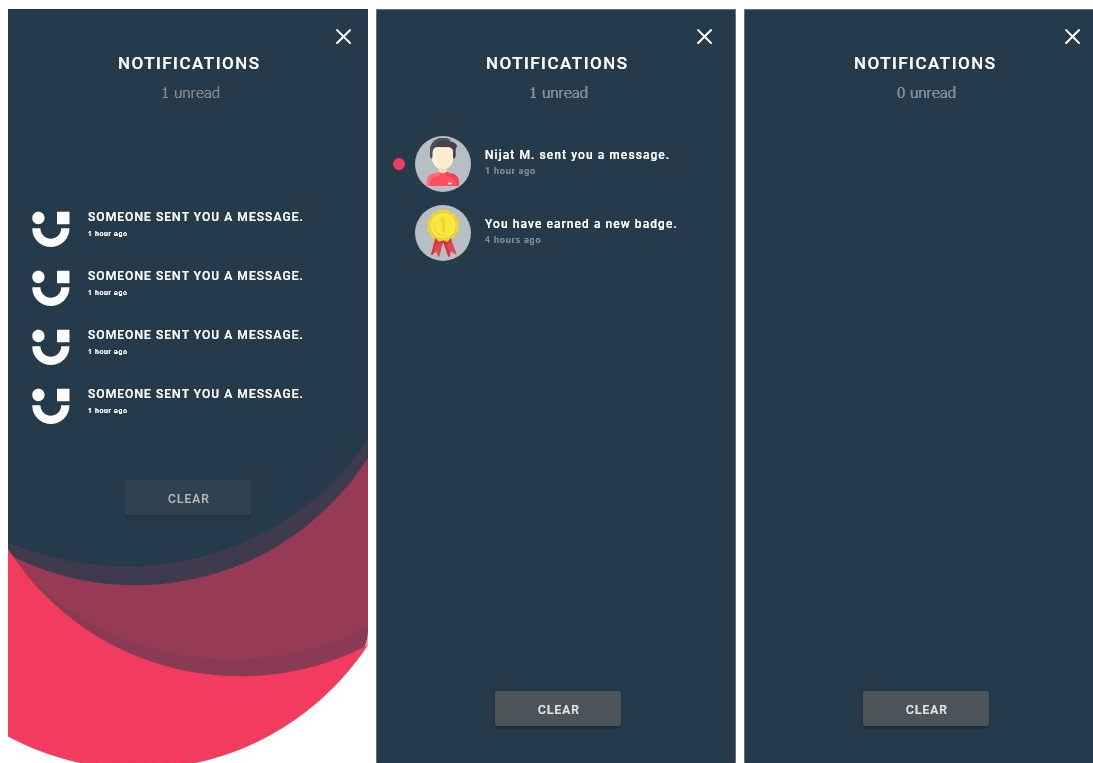 NOTIFICATIONS
1 unread
SOMEONE SENT YOU A MESSAGE.
1 hour ago
SOMEONE SENT YOU A MESSAGE.
1 hour ago
SOMEONE SENT YOU A MESSAGE.
1 hour ago
SOMEONE SENT YOU A MESSAGE.
1 hour ago
CLEAR
NOTIFICATIONS
1 unread
Nijat M. sent you a message.
1 hour ago
1
You have earned a new badge.
4 hours ago
CLEAR
NOTIFICATIONS
0 unread
CLEAR